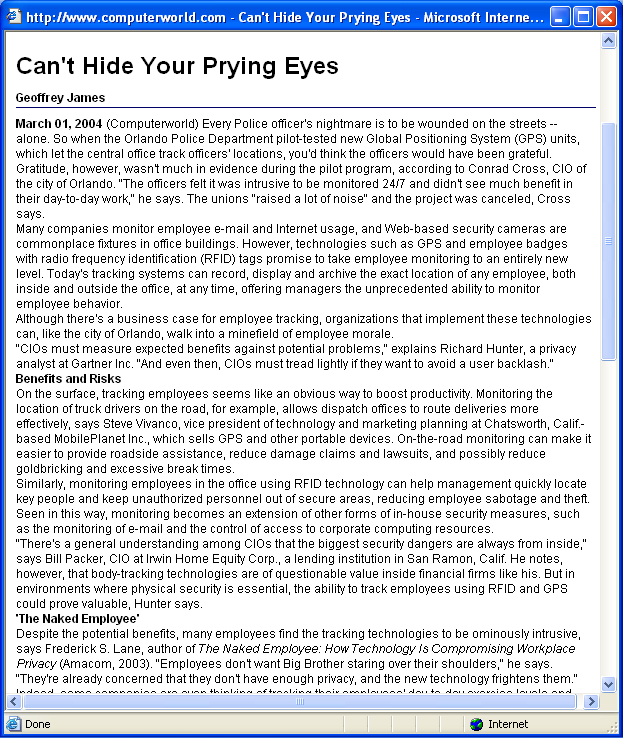 http://www.computerworld.com - Can't Hide Your Prying Eyes - Microsoft Interne...
Can't Hide Your Prying Eyes
Geoffrey James
March 01, 2004 (Computerworld) Every Police officer's nightmare is to be wounded on the streets --
alone. So when the Orlando Police Department pilot-tested new Global Positioning System (GPS) units,
which let the central office track officers' locations, you'd think the officers would have been grateful.
Gratitude, however, wasn't much in evidence during the pilot program, according to Conrad Cross, CIO of
the city of Orlando. "The officers felt it was intrusive to be monitored 24/7 and didn't see much benefit in
their day-to-day work," he says. The unions "raised a lot of noise" and the project was canceled, Cross
says.
Many companies monitor employee e-mail and Internet usage, and Web-based security cameras are
commonplace fixtures in office buildings. However, technologies such as GPS and employee badges
with radio frequency identification (RFID) tags promise to take employee monitoring to an entirely new
level. Today's tracking systems can record, display and archive the exact location of any employee, both
inside and outside the office, at any time, offering managers the unprecedented ability to monitor
employee behavior.
Although there's a business case for employee tracking, organizations that implement these technologies
can, like the city of Orlando, walk into a minefield of employee morale.
"CIOs must measure expected benefits against potential problems," explains Richard Hunter, a privacy
analyst at Gartner Inc. "And even then, CIOs must tread lightly if they want to avoid a user backlash."
Benefits and Risks
On the surface, tracking employees seems like an obvious way to boost productivity. Monitoring the
location of truck drivers on the road, for example, allows dispatch offices to route deliveries more
effectively, says Steve Vivanco, vice president of technology and marketing planning at Chatsworth, Calif.-
based MobilePlanet Inc., which sells GPS and other portable devices. On-the-road monitoring can make it
easier to provide roadside assistance, reduce damage claims and lawsuits, and possibly reduce
goldbricking and excessive break times.
Similarly, monitoring employees in the office using RFID technology can help management quickly locate
key people and keep unauthorized personnel out of secure areas, reducing employee sabotage and theft.
Seen in this way, monitoring becomes an extension of other forms of in-house security measures, such
as the monitoring of e-mail and the control of access to corporate computing resources.
"There's a general understanding among CIOs that the biggest security dangers are always from inside,"
says Bill Packer, CIO at Irwin Home Equity Corp., a lending institution in San Ramon, Calif. He notes,
however, that body-tracking technologies are of questionable value inside financial firms like his. But in
environments where physical security is essential, the ability to track employees using RFID and GPS
could prove valuable, Hunter says.
'The Naked Employee'
Despite the potential benefits, many employees find the tracking technologies to be ominously intrusive,
says Frederick S. Lane, author of The Naked Employee: How Technology Is Compromising Workplace
Privacy (Amacom, 2003). "Employees don't want Big Brother staring over their shoulders," he says.
"They're already concerned that they don't have enough privacy, and the new technology frightens them."
Indeed, some companies are even thinking of tracking their employees' day-to-day exercise levels and
Done
Internet